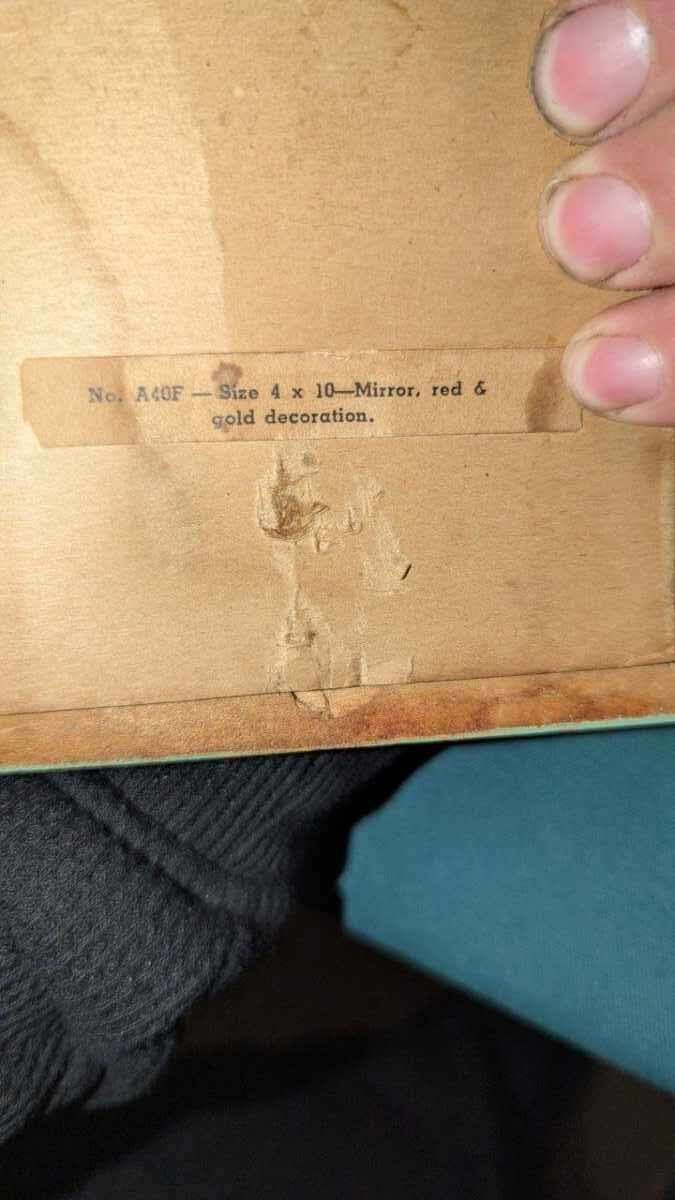 No. A40F — Size 4 x 10—Mirror, red &
gold decoration.